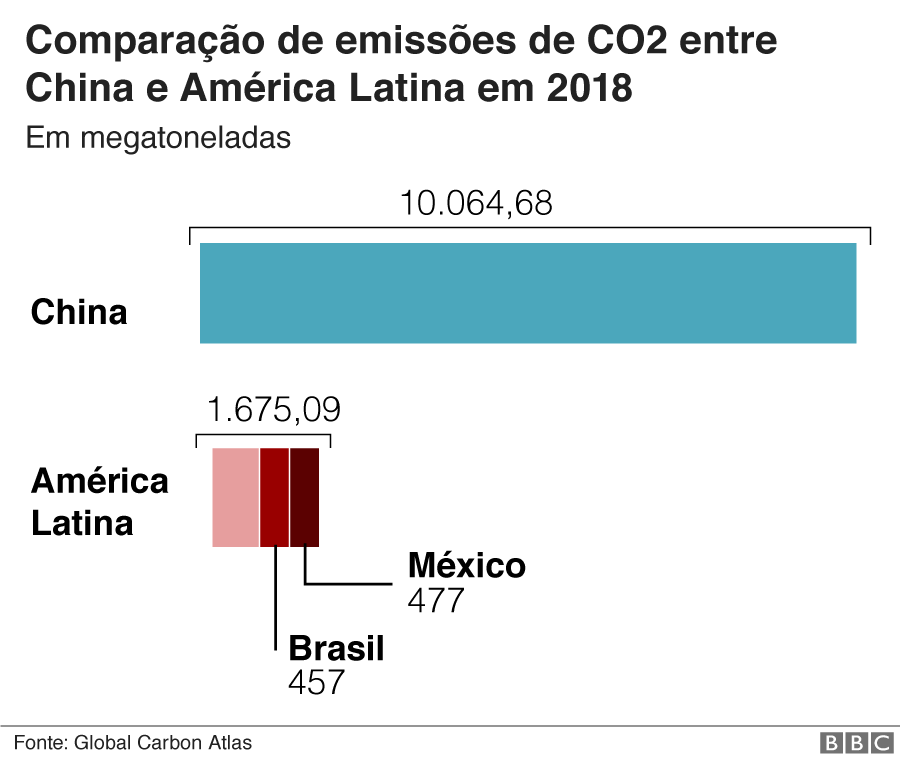 Comparação de emissões de CO2 entre
China e América Latina em 2018
Em megatoneladas
10.064,68
China
1.675,09
América
Latina
México
477
Brasil
457
Fonte: Global Carbon Atlas
BBC